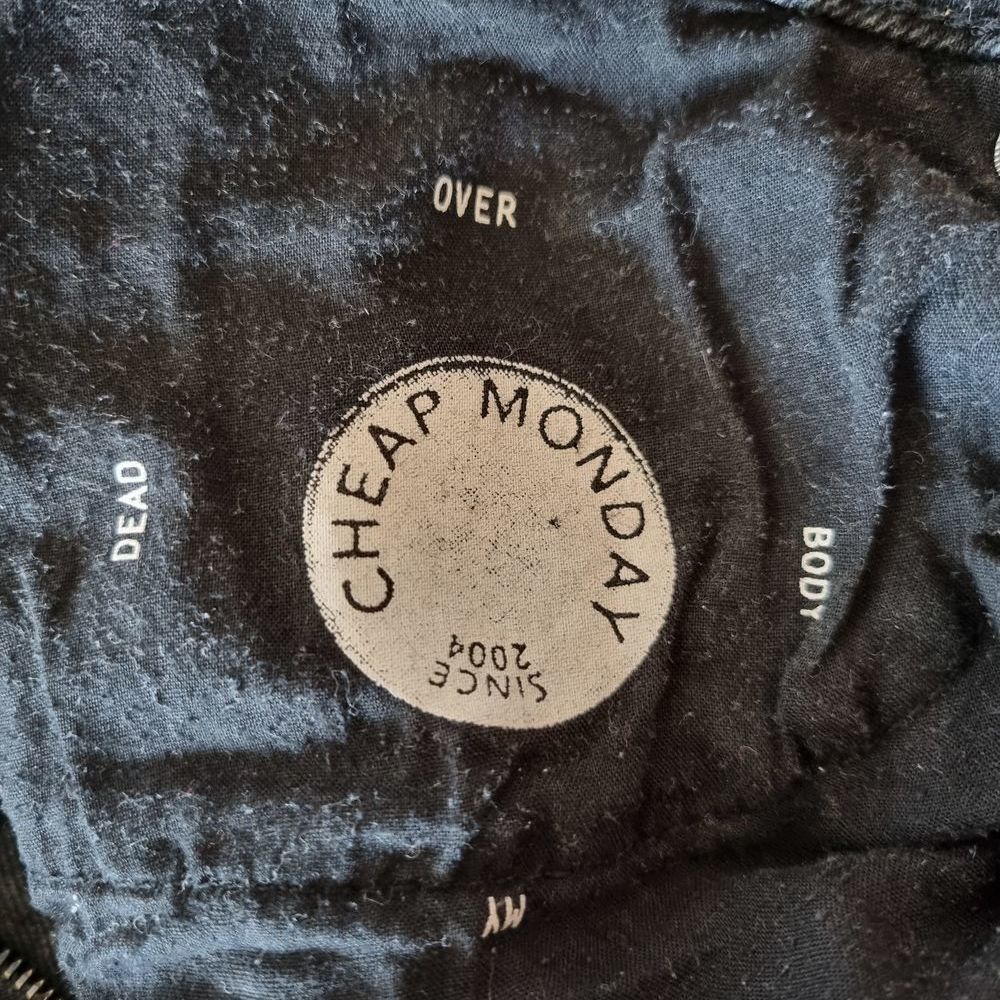 OVER
DEAD
BODY
MY
CHEAP MONDAY
SINCE
2004